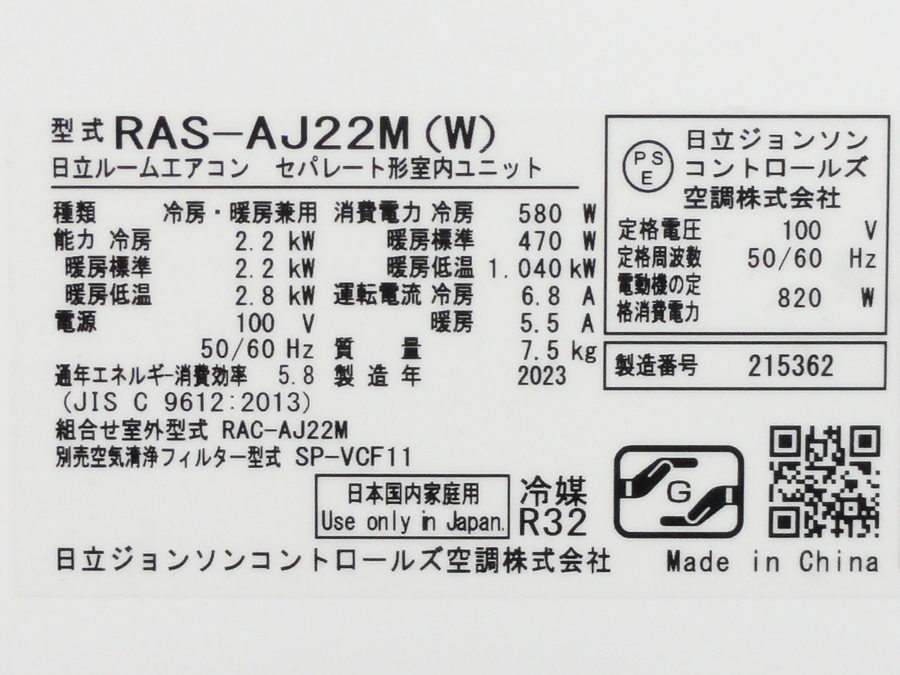 型式 RAS-AJ22M(W)
日立ルームエアコン セパレート形室内ユニット
種類 冷房・暖房兼用
能力 冷房 2.2 kW
暖房標準 2.2 kW
暖房低温 2.8 kW
電源 100 V
50/60 Hz
通年エネルギー消費効率 5.8
(JIS C 9612:2013)
消費電力 冷房 580 W
暖房標準 470 W
暖房低温 1.040 kW
運転電流 冷房 6.8 A
暖房 5.5 A
質量 7.5 kg
製造年 2023
組合せ室外型式 RAC-AJ22M
別売空気清浄フィルター型式 SP-VCF11
日本国内家庭用
Use only in Japan.
冷媒
R32
日立ジョンソンコントロールズ空調株式会社
PS
E
日立ジョンソン
コントロールズ
空調株式会社
定格電圧 100 V
定格周波数 50/60 Hz
電動機の定
格消費電力 820 W
製造番号 215362
G
Made in China